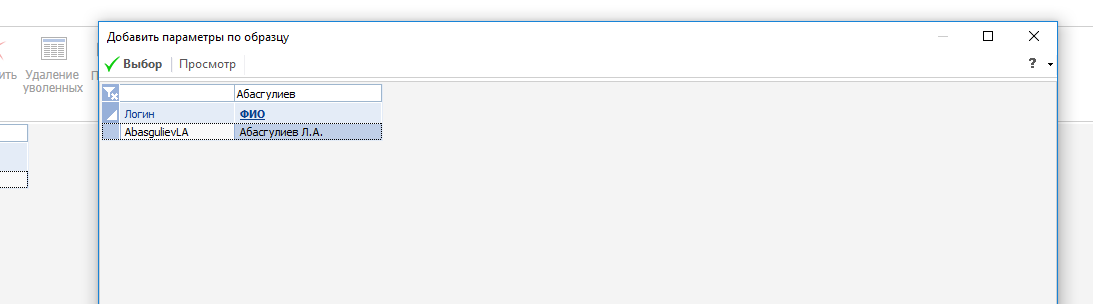 Добавить параметры по образцу
Выбор Просмотр ?
ить Удаление
уволенных
Абасгулиев
Логин ФИО
AbasgulievLA Абасгулиев Л.А.